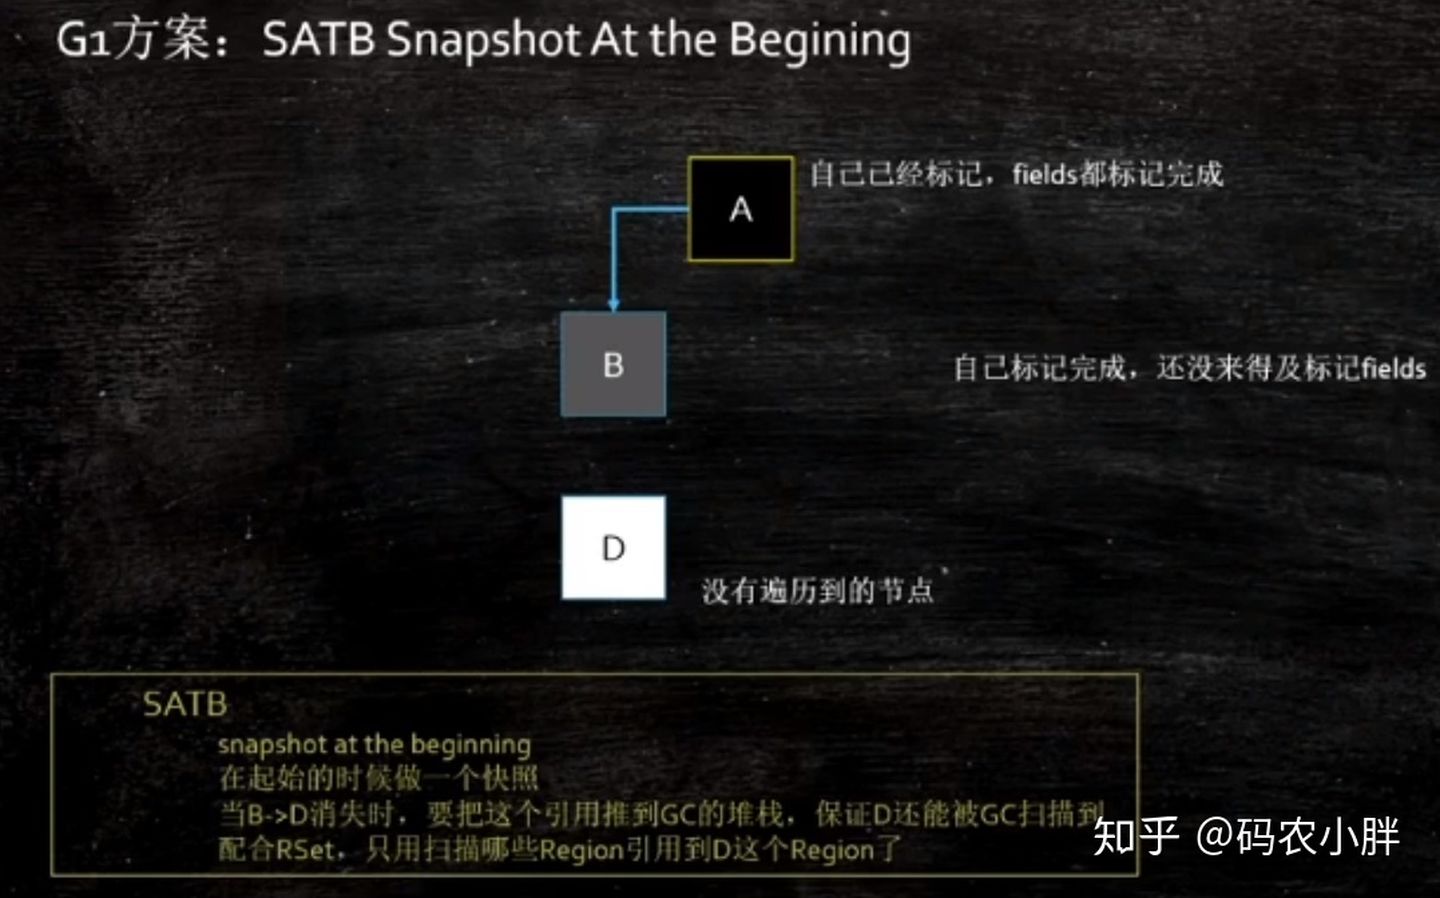 G1方案：SATB Snapshot At the Begining
A
自己已经标记，fields都标记完成
B
自己标记完成，还没来得及标记fields
D
没有遍历到的节点
SATB
snapshot at the beginning
在起始的时候做一个快照
当B->D消失时，要把这个引用推到GC的堆栈，保证D还能被GC扫描到
配合RSet，只用扫描哪些Region引用到D这个Region了
知乎 @码农小胖